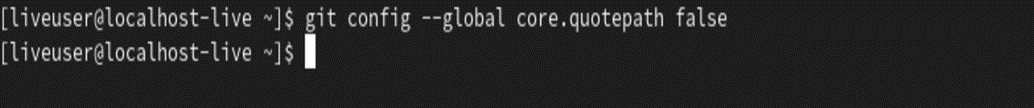 [liveuser@localhost-live ~]$ git config --global core.quotepath false
[liveuser@localhost-live ~]$